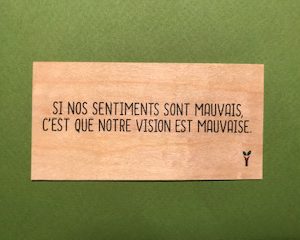 SI NOS SENTIMENTS SONT MAUVAIS,
C'EST QUE NOTRE VISION EST MAUVAISE.